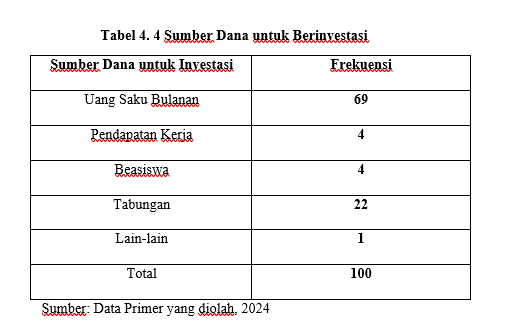 Tabel 4. 4 Sumber Dana untuk Berinvestasi
Sumber Dana untuk Investasi Frekuensi
Uang Saku Bulanan 69
Pendapatan Kerja 4
Beasiswa 4
Tabungan 22
Lain-lain 1
Total 100
Sumber: Data Primer yang diolah, 2024